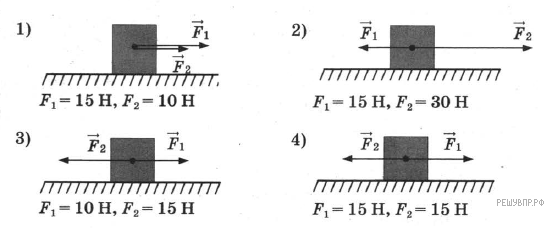 1)
F₁
F₂
F₁ = 15 Н, F₂ = 10 Н
2)
F₁
F₂
F₁ = 15 Н, F₂ = 30 Н
3)
F₂
F₁
F₁ = 10 Н, F₂ = 15 Н
4)
F₂
F₁
F₁ = 15 Н, F₂ = 15 Н
РЕШУВПР.РФ